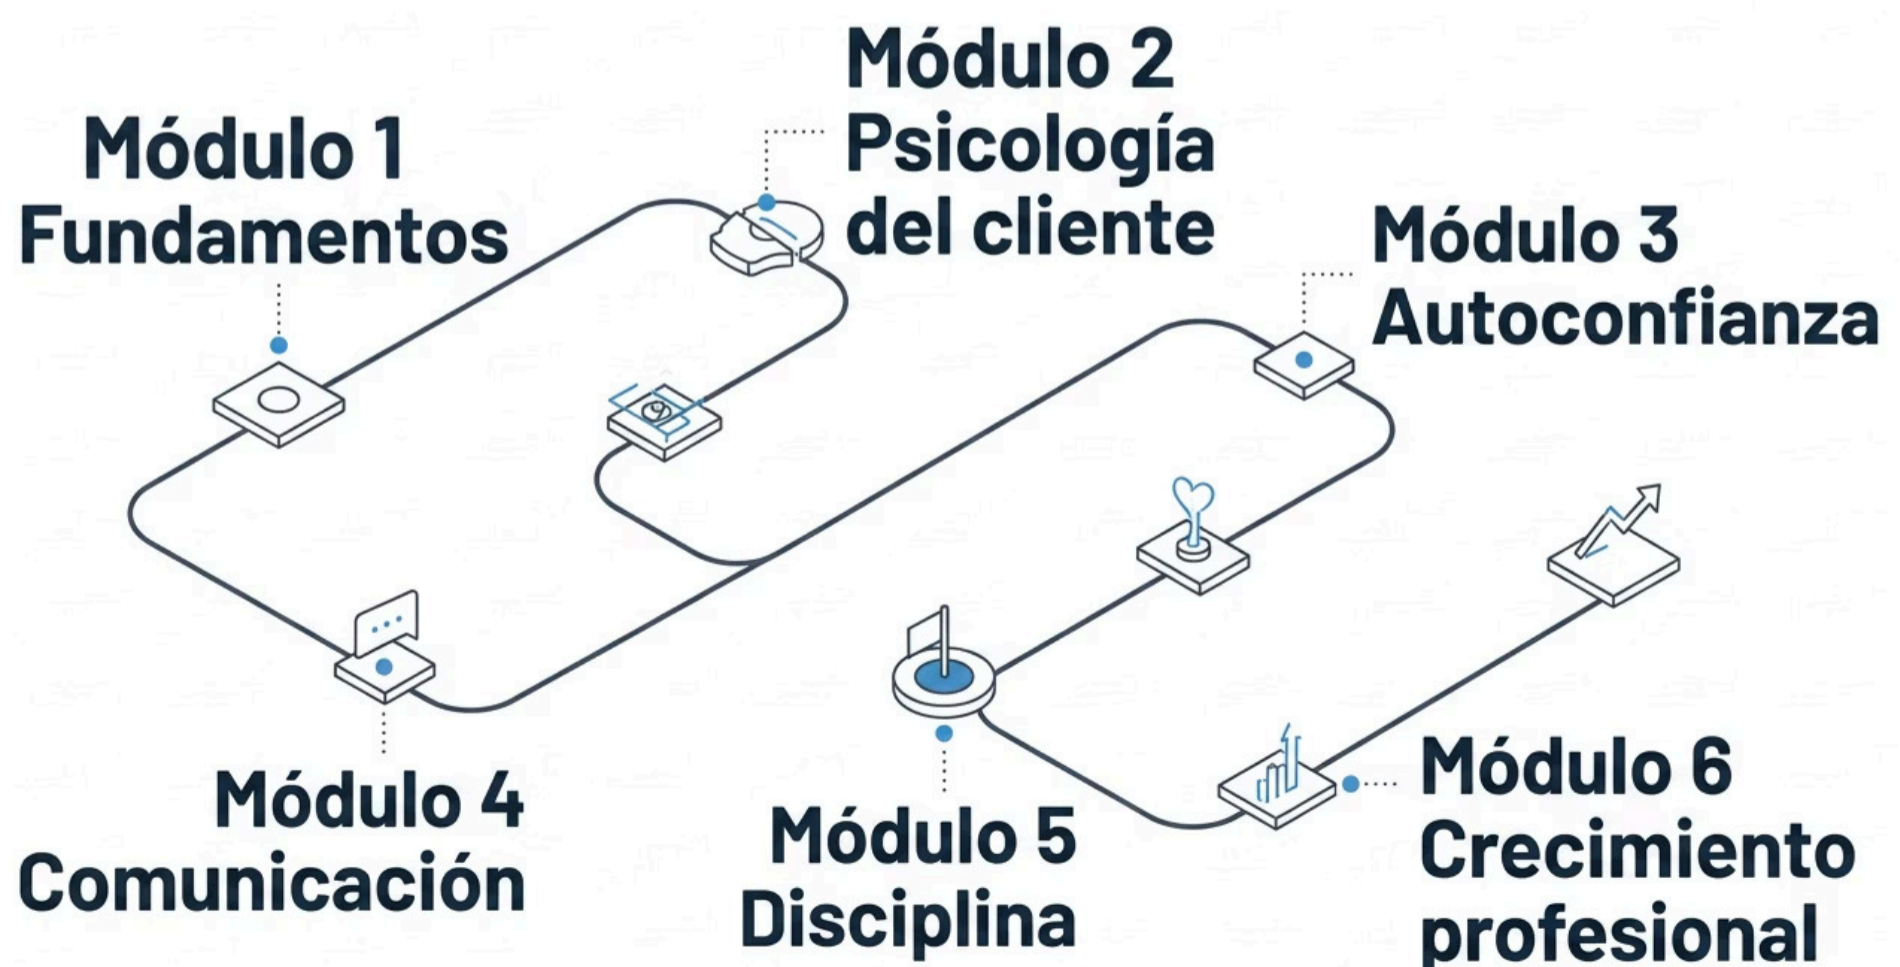 Módulo 1
Fundamentos
Módulo 2
Psicología
del cliente
Módulo 3
Autoconfianza
Módulo 4
Comunicación
Módulo 5
Disciplina
Módulo 6
Crecimiento
profesional